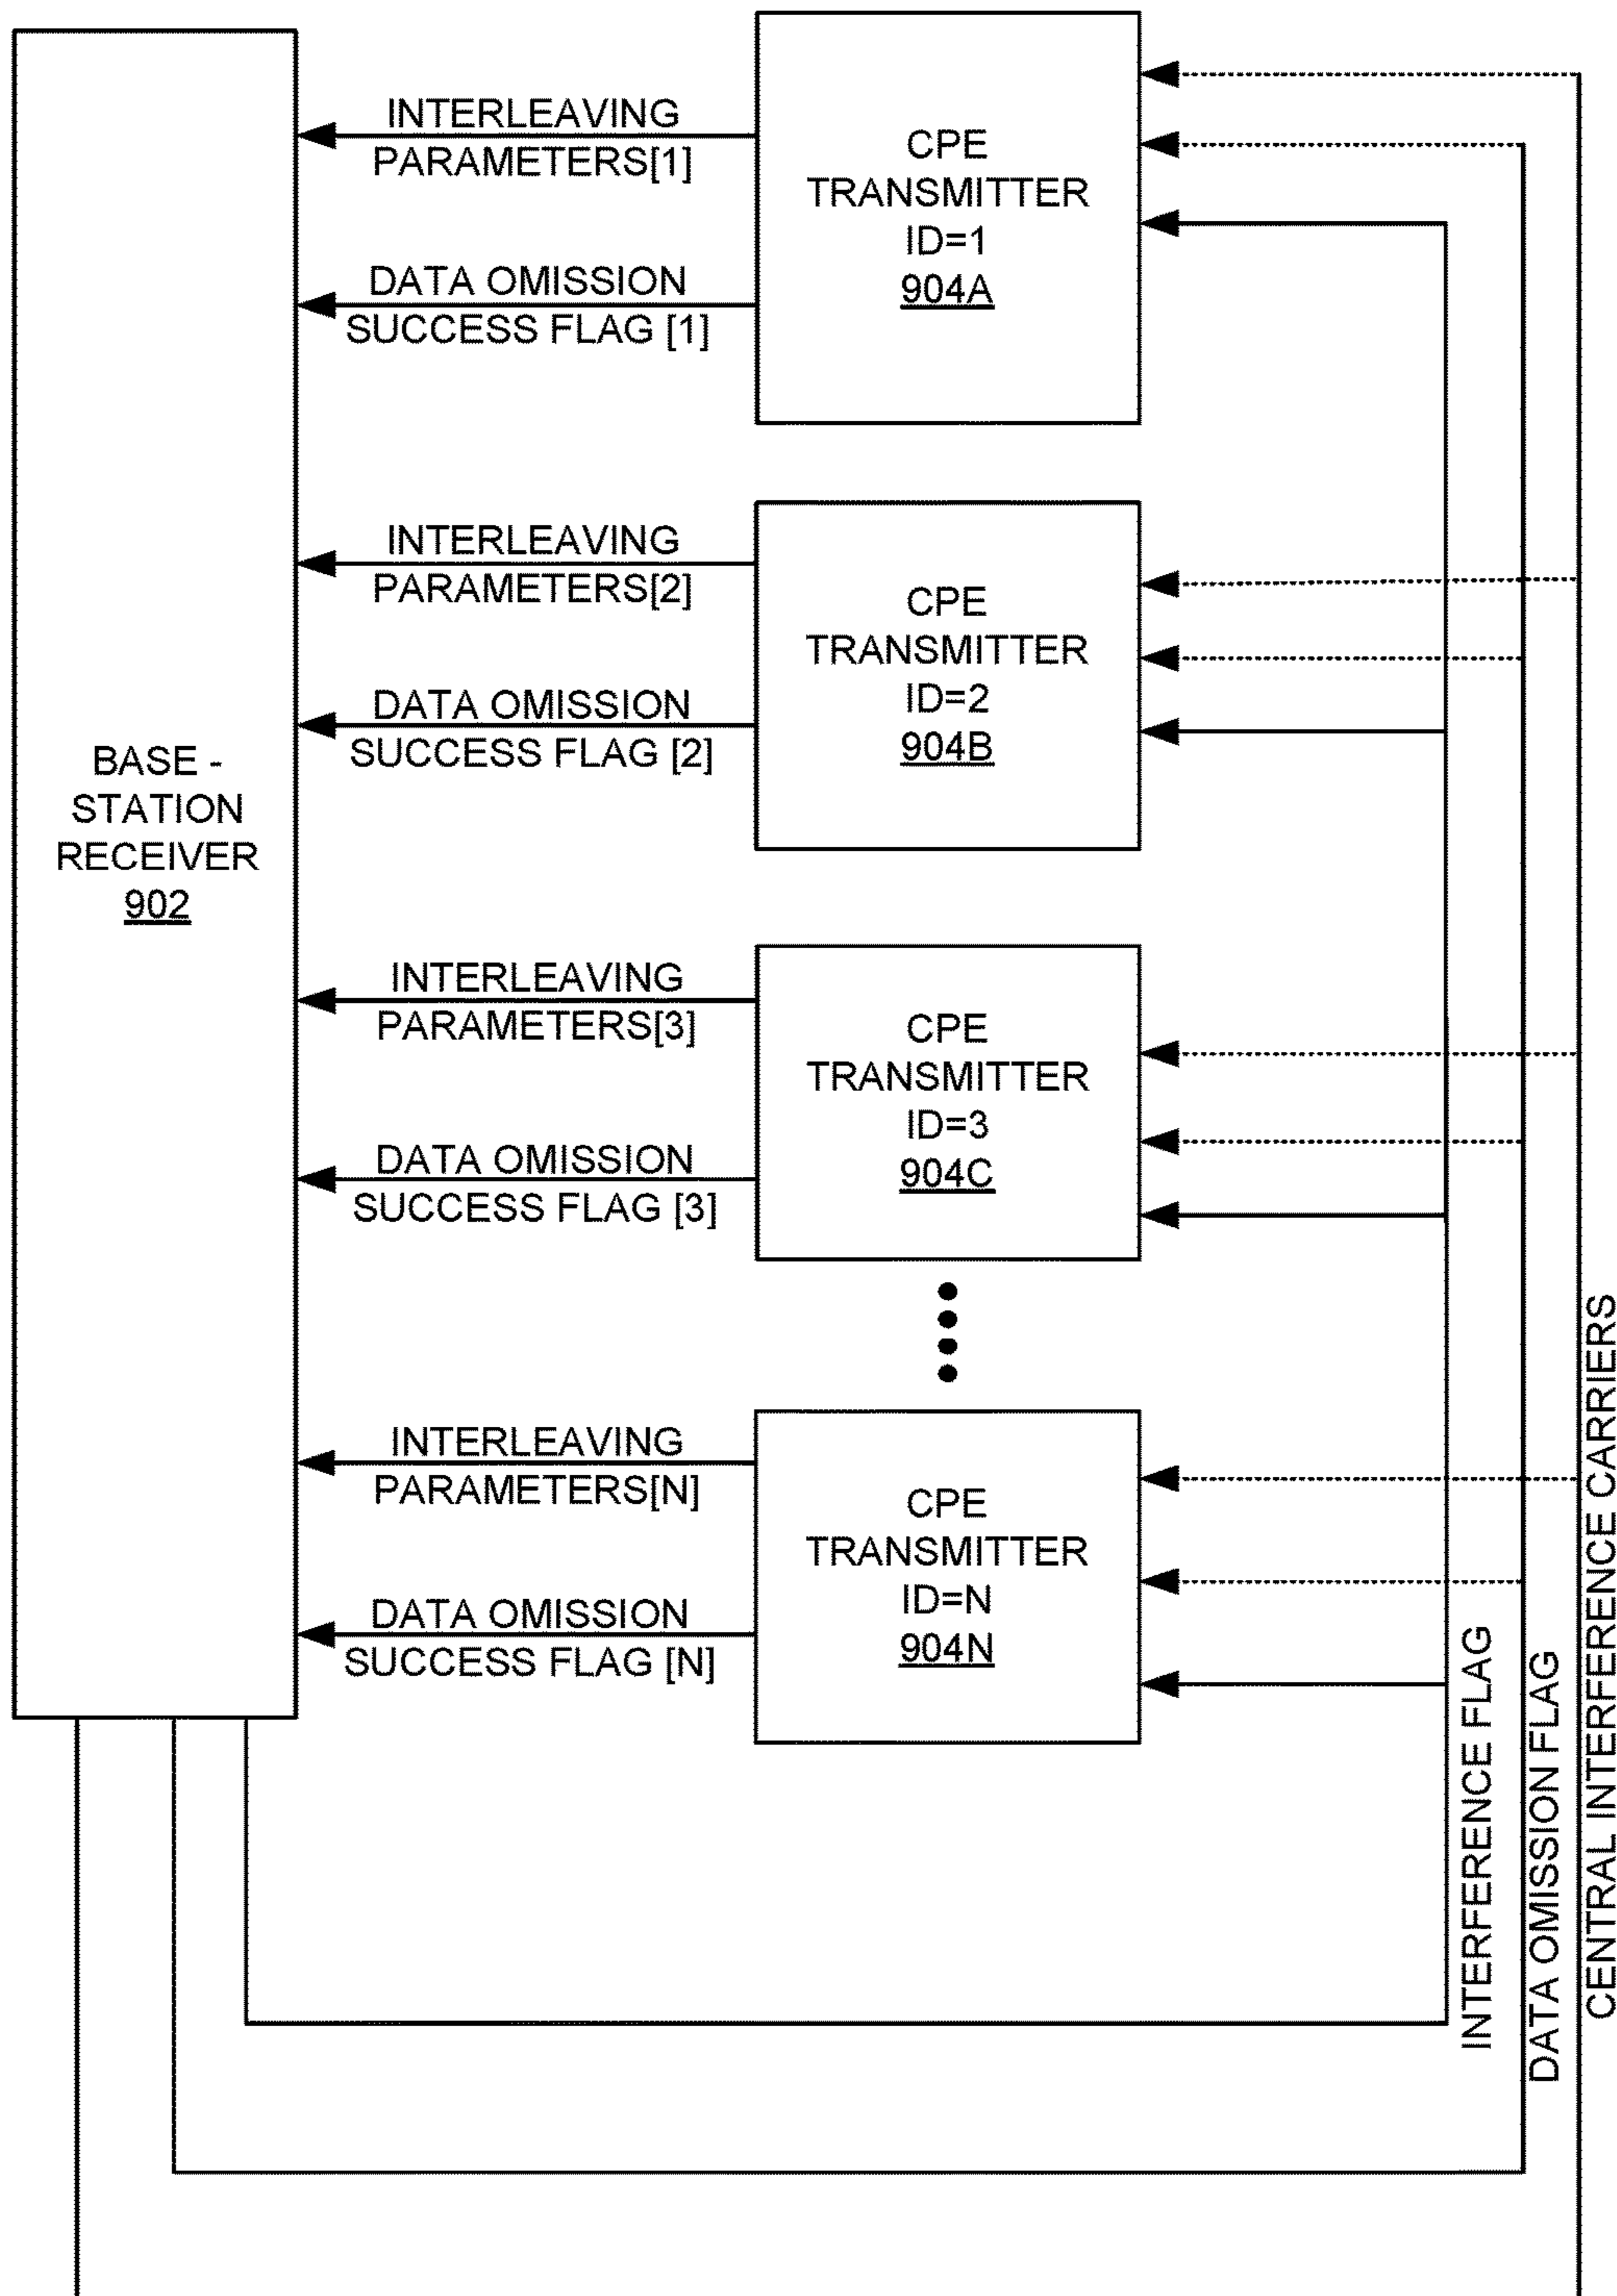 BASE -
STATION
RECEIVER
902
INTERLEAVING
PARAMETERS[1]
DATA OMISSION
SUCCESS FLAG [1]
CPE
TRANSMITTER
ID=1
904A
INTERLEAVING
PARAMETERS[2]
DATA OMISSION
SUCCESS FLAG [2]
CPE
TRANSMITTER
ID=2
904B
INTERLEAVING
PARAMETERS[3]
DATA OMISSION
SUCCESS FLAG [3]
CPE
TRANSMITTER
ID=3
904C
INTERLEAVING
PARAMETERS[N]
DATA OMISSION
SUCCESS FLAG [N]
CPE
TRANSMITTER
ID=N
904N
INTERFERENCE FLAG
DATA OMISSION FLAG
CENTRAL INTERFERENCE CARRIERS